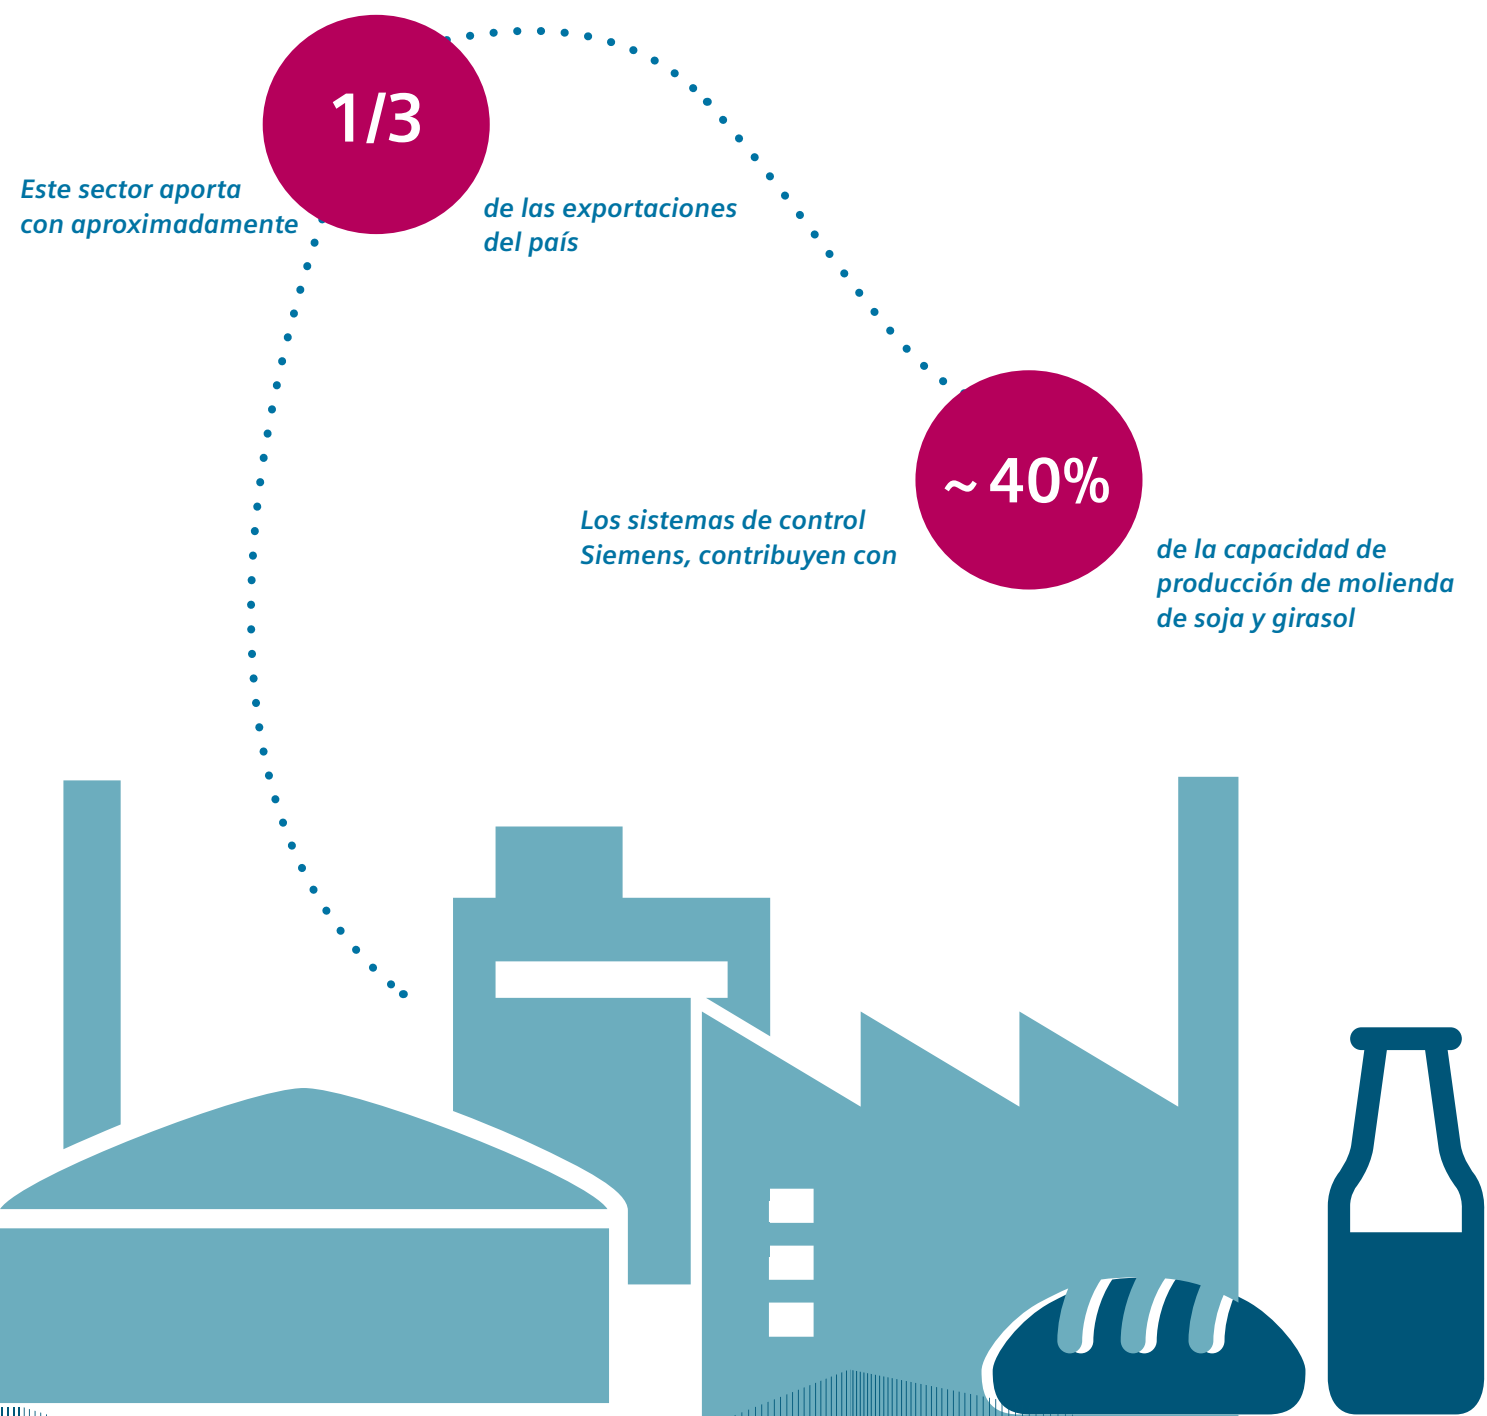 Este sector aporta
con aproximadamente
1/3
de las exportaciones
del país
Los sistemas de control
Siemens, contribuyen con
~ 40%
de la capacidad de
producción de molienda
de soja y girasol